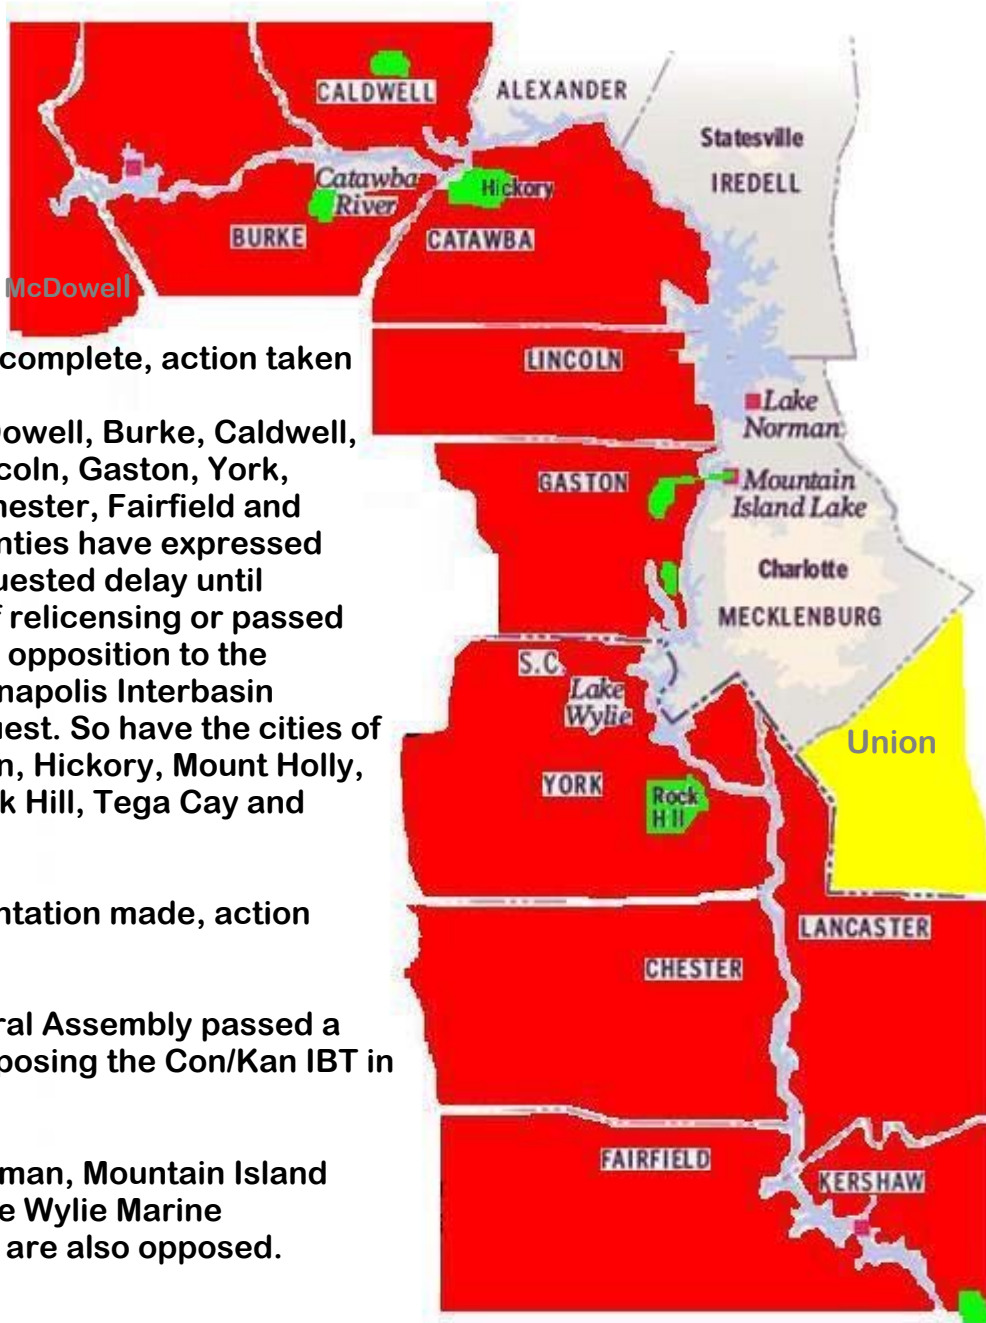 CALDWELL
ALEXANDER
Statesville
IREDELL
Catawba
River
Hickory
BURKE
CATAWBA
McDowell
complete, action taken
LINCOLN
Lake
Norman
owell, Burke, Caldwell,
coln, Gaston, York,
ester, Fairfield and
nties have expressed
uested delay until
f relicensing or passed
opposition to the
napolis Interbasin
uest. So have the cities of
n, Hickory, Mount Holly,
k Hill, Tega Cay and
GASTON
Mountain
Island Lake
Charlotte
MECKLENBURG
S.C.
Lake
Wylie
Union
YORK
Rock
Hill
ntation made, action
LANCASTER
CHESTER
ral Assembly passed a
posing the Con/Kan IBT in
FAIRFIELD
KERSHAW
man, Mountain Island
e Wylie Marine
are also opposed.